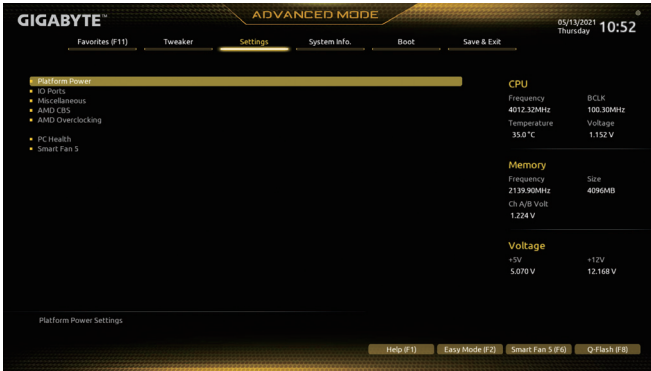 GIGABYTE™
ADVANCED MODE
05/13/2021
Thursday 10:52
Favorites (F11) Tweaker Settings System Info. Boot Save & Exit
Platform Power
IO Ports
Miscellaneous
AMD CBS
AMD Overclocking
PC Health
Smart Fan 5
CPU
Frequency BCLK
4012.32MHz 100.30MHz
Temperature Voltage
35.0 °C 1.152 V
Memory
Frequency Size
2139.90MHz 4096MB
Ch A/B Volt
1.224 V
Voltage
+5V +12V
5.070 V 12.168 V
Platform Power Settings
Help (F1) Easy Mode (F2) Smart Fan 5 (F6) Q-Flash (F8)